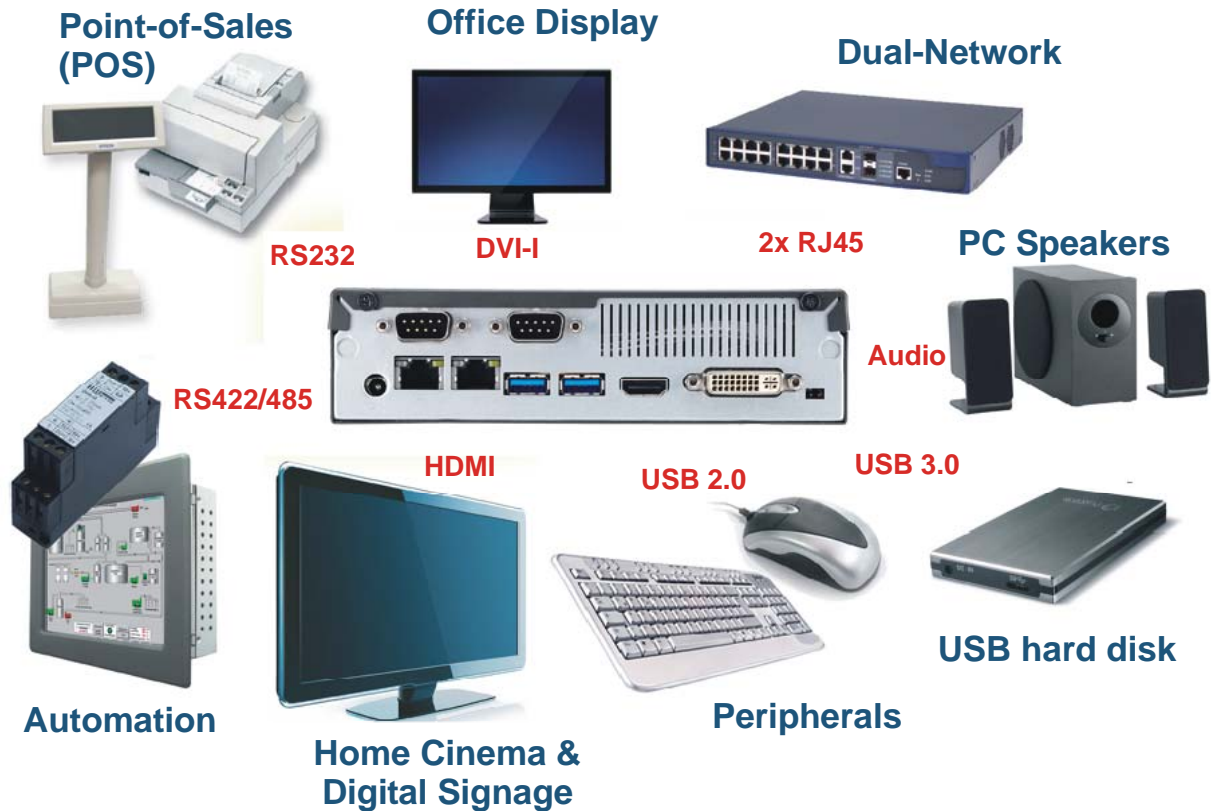 Point-of-Sales
(POS)
Office Display
Dual-Network
RS232
DVI-I
2x RJ45
PC Speakers
Audio
RS422/485
HDMI
USB 2.0
USB 3.0
USB hard disk
Automation
Peripherals
Home Cinema &
Digital Signage